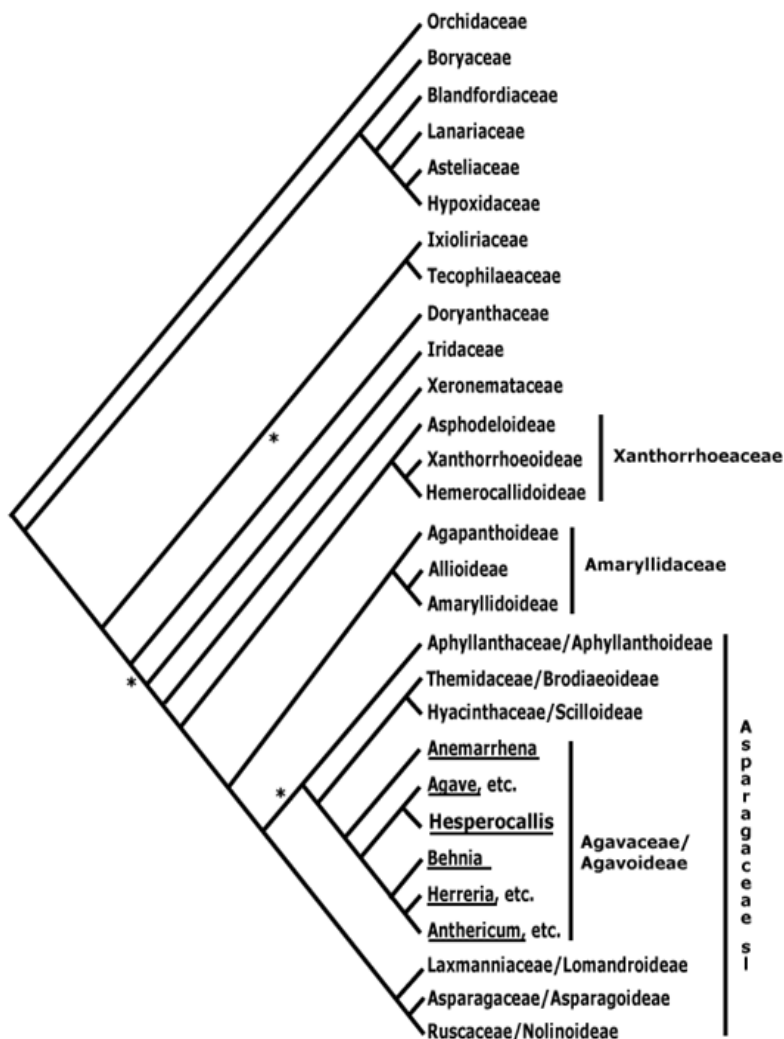 Orchidaceae
Boryaceae
Blandfordiaceae
Lanariaceae
Asteliaceae
Hypoxidaceae
Ixioliriaceae
Tecophilaeaceae
Doryanthaceae
Iridaceae
Xeronemataceae
Asphodeloideae
Xanthorrhoeoideae
Hemerocallidoideae
Xanthorrhoeaceae
Agapanthoideae
Allioideae
Amaryllidoideae
Amaryllidaceae
Aphyllanthaceae/Aphyllanthoideae
Themidaceae/Brodiaeoideae
Hyacinthaceae/Scilloideae
Anemarrhena
Agave, etc.
Hesperocallis
Behnia
Herreria, etc.
Anthericum, etc.
Agavaceae/
Agavoideae
Laxmanniaceae/Lomandroideae
Asparagaceae/Asparagoideae
Ruscaceae/Nolinoideae
Asparagaceae sl
*
*
*